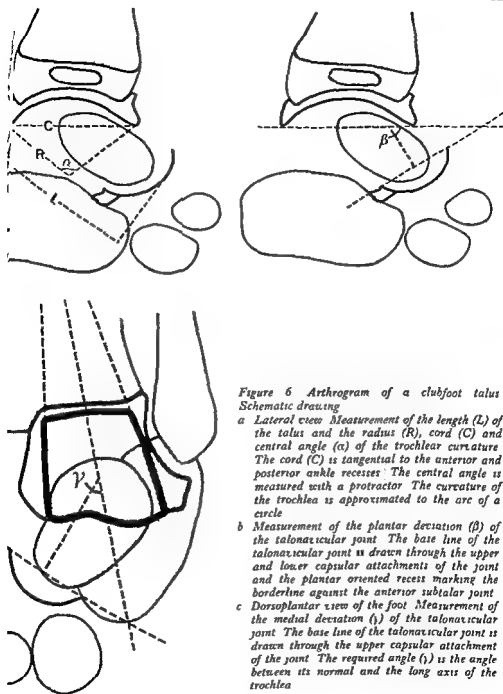 C
R
α
L
β
γ
Figure 6 Arthrogram of a clubfoot talus
Schematic drawing
a Lateral view Measurement of the length (L) of
the talus and the radius (R), cord (C) and
central angle (α) of the trochlear curvature
The cord (C) is tangential to the anterior and
posterior ankle recesses The central angle is
measured with a protractor The curvature of
the trochlea is approximated to the arc of a
circle
b Measurement of the plantar deviation (β) of
the talonavicular joint The base line of the
talonavicular joint is drawn through the upper
and lower capsular attachments of the joint
and the plantar oriented recess marking the
borderline against the anterior subtalar joint
c Dorsoplantar view of the foot Measurement of
the medial deviation (γ) of the talonavicular
joint The base line of the talonavicular joint is
drawn through the upper capsular attachment
of the joint The required angle (γ) is the angle
between its normal and the long axis of the
trochlea